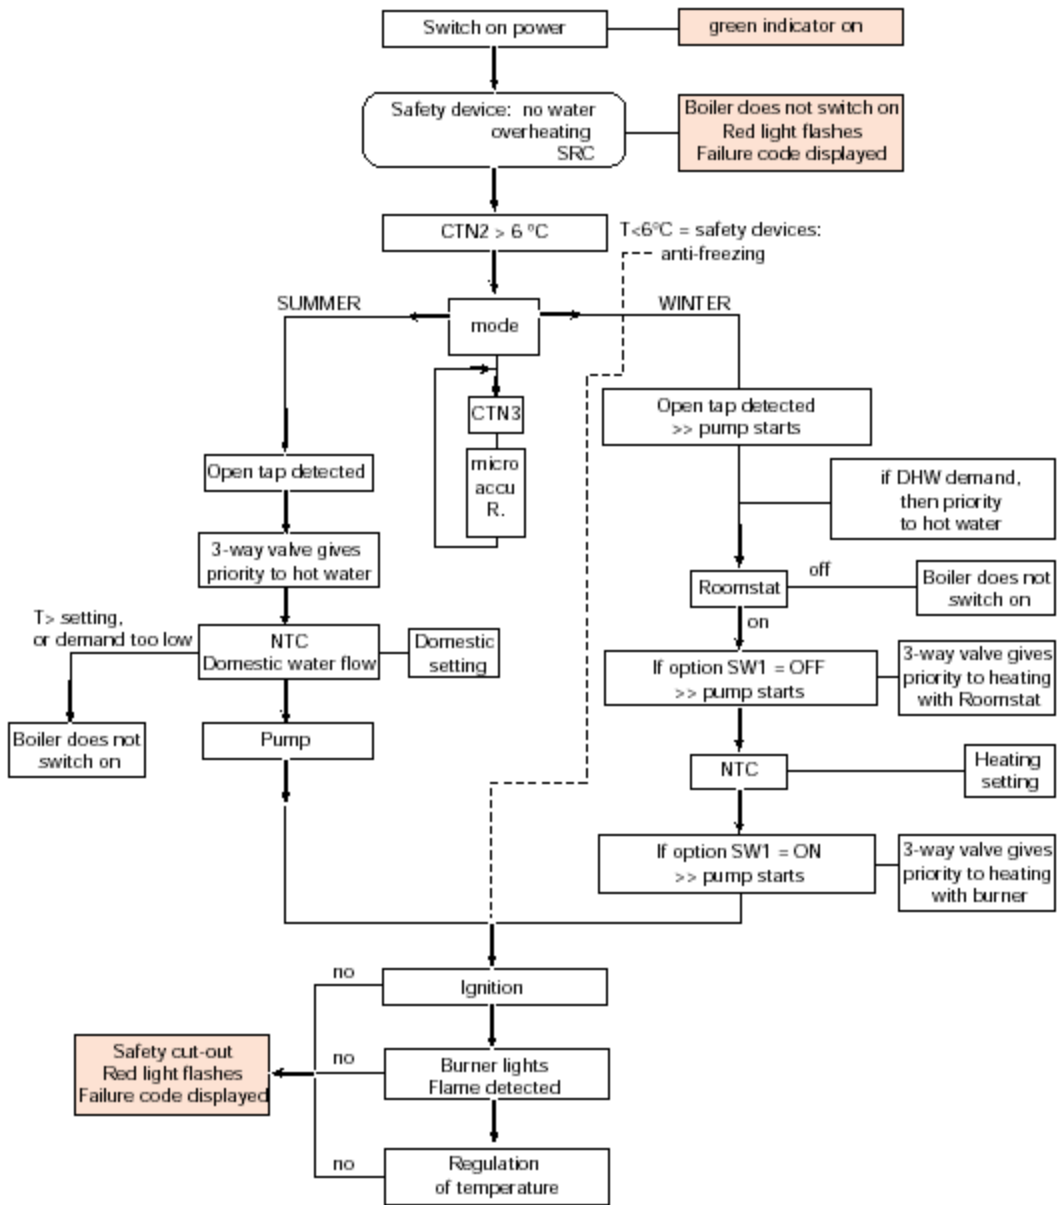 Switch on power
green indicator on
Safety device: no water
overheating
SRC
Boiler does not switch on
Red light flashes
Failure code displayed
CTN2 > 6 ºC
T<6ºC = safety devices:
anti-freezing
SUMMER
mode
WINTER
CTN3
micro
accu
R.
Open tap detected
>> pump starts
if DHW demand,
then priority
to hot water
Open tap detected
3-way valve gives
priority to hot water
Roomstat
off
on
Boiler does not
switch on
T> setting,
or demand too low
NTC
Domestic water flow
Domestic
setting
If option SW1 = OFF
>> pump starts
3-way valve gives
priority to heating
with Roomstat
Boiler does not
switch on
Pump
NTC
Heating
setting
If option SW1 = ON
>> pump starts
3-way valve gives
priority to heating
with burner
no
Ignition
Safety cut-out
Red light flashes
Failure code displayed
no
Burner lights
Flame detected
no
Regulation
of temperature